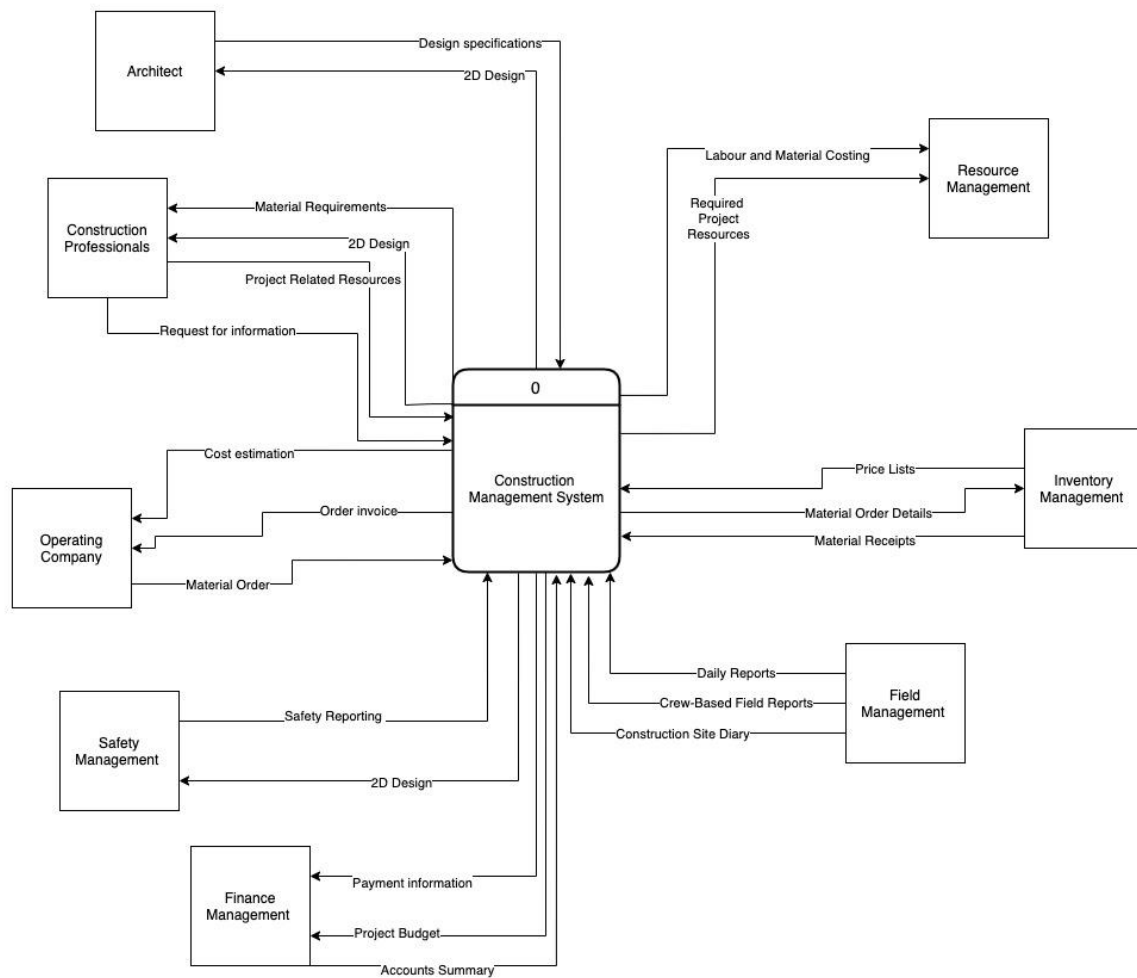 Design specifications
Architect
2D Design
Labour and Material Costing
Resource
Management
Required
Project
Resources
Material Requirements
Construction
Professionals
2D Design
Project Related Resources
Request for information
0
Cost estimation
Construction
Management System
Price Lists
Inventory
Management
Order invoice
Material Order Details
Operating
Company
Material Receipts
Material Order
Daily Reports
Field
Management
Crew-Based Field Reports
Construction Site Diary
Safety Reporting
Safety
Management
2D Design
Payment information
Finance
Management
Project Budget
Accounts Summary